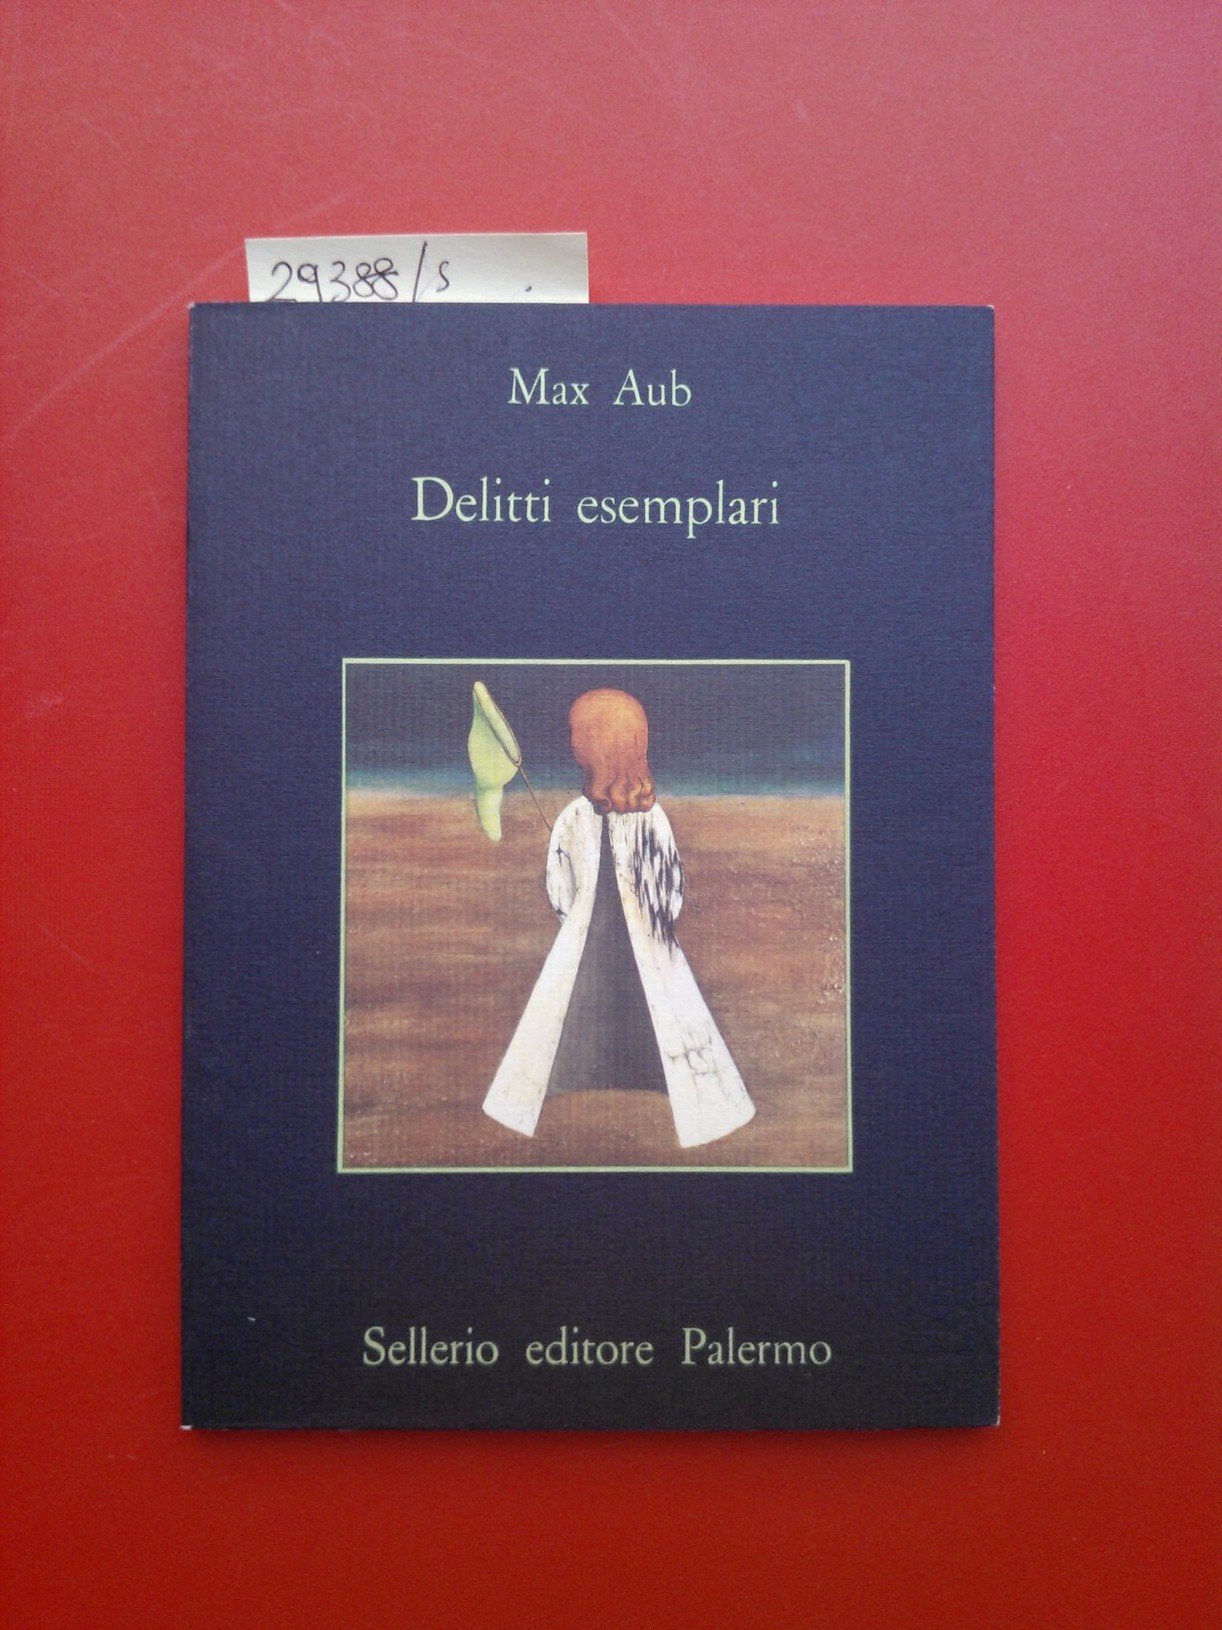 29388/s
Max Aub
Delitti esemplari
Sellerio editore Palermo